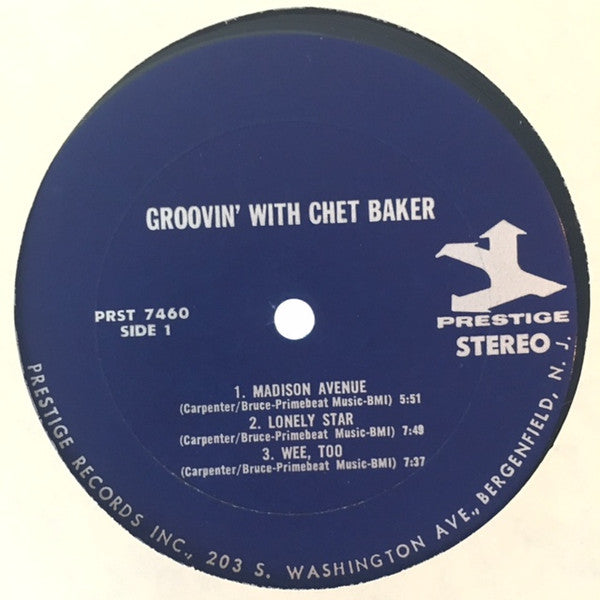 GROOVIN' WITH CHET BAKER
PRST 7460
SIDE 1
PRESTIGE
STEREO
1. MADISON AVENUE
(Carpenter/Bruce-Primebeat Music-BMI) 5:51
2. LONELY STAR
(Carpenter/Bruce-Primebeat Music-BMI) 7:49
3. WEE, TOO
(Carpenter/Bruce-Primebeat Music-BMI) 7:37
PRESTIGE RECORDS INC., 203 S. WASHINGTON AVE., BERGENFIELD, N. J.